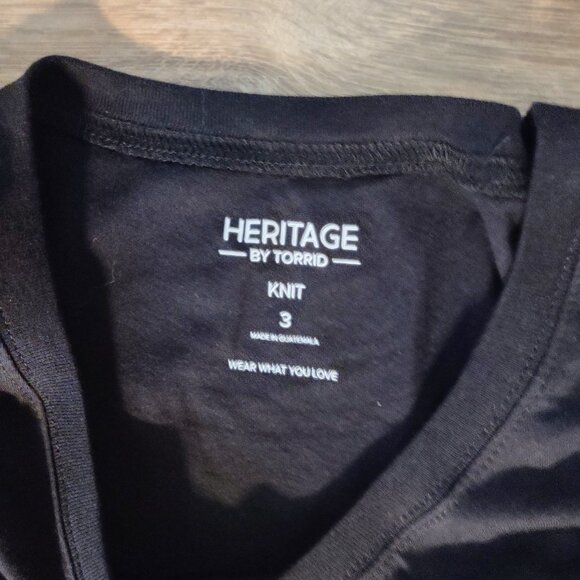 HERITAGE
BY TORRID
KNIT
3
MADE IN GUATEMALA
WEAR WHAT YOU LOVE